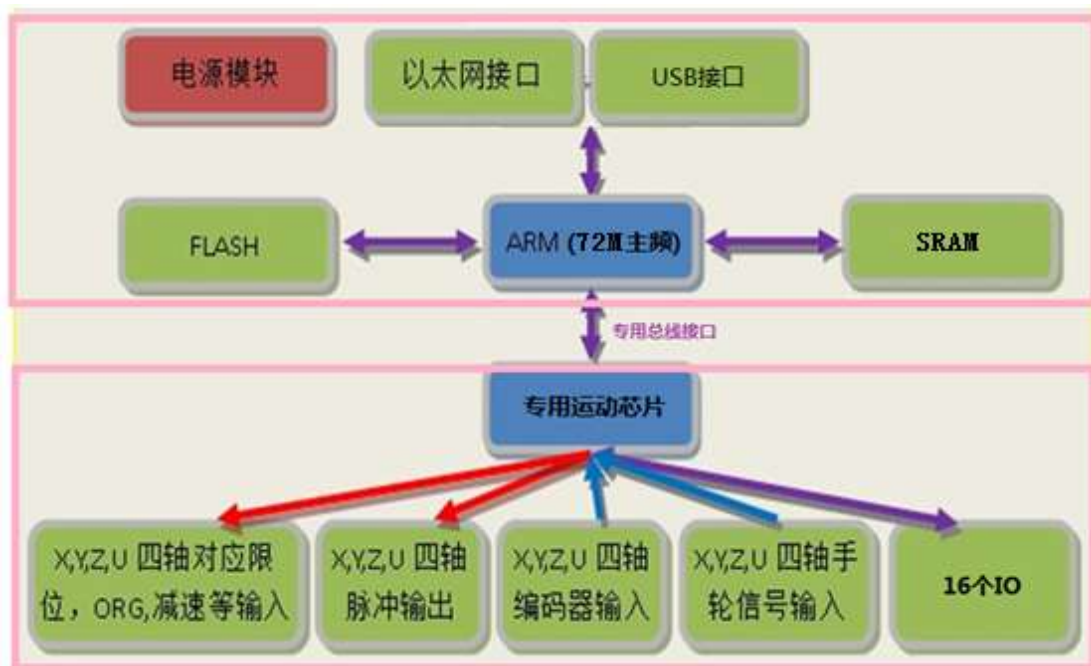 电源模块
以太网接口
USB接口
FLASH
ARM (72M主频)
SRAM
专用总线接口
专用运动芯片
X,Y,Z,U 四轴对应限
位，ORG,减速等输入
X,Y,Z,U 四轴
脉冲输出
X,Y,Z,U 四轴
编码器输入
X,Y,Z,U 四轴手
轮信号输入
16个IO